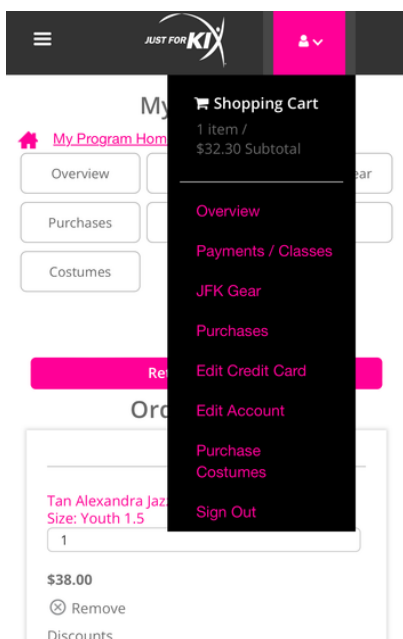 JUST FOR KIX
My
Shopping Cart
1 item /
$32.30 Subtotal
My Program Hom
Overview
ear
Purchases
Costumes
Overview
Payments / Classes
JFK Gear
Purchases
Edit Credit Card
Edit Account
Purchase
Costumes
Sign Out
Re
Ord
Tan Alexandra Jaz
Size: Youth 1.5
1
$38.00
Remove
Discounts